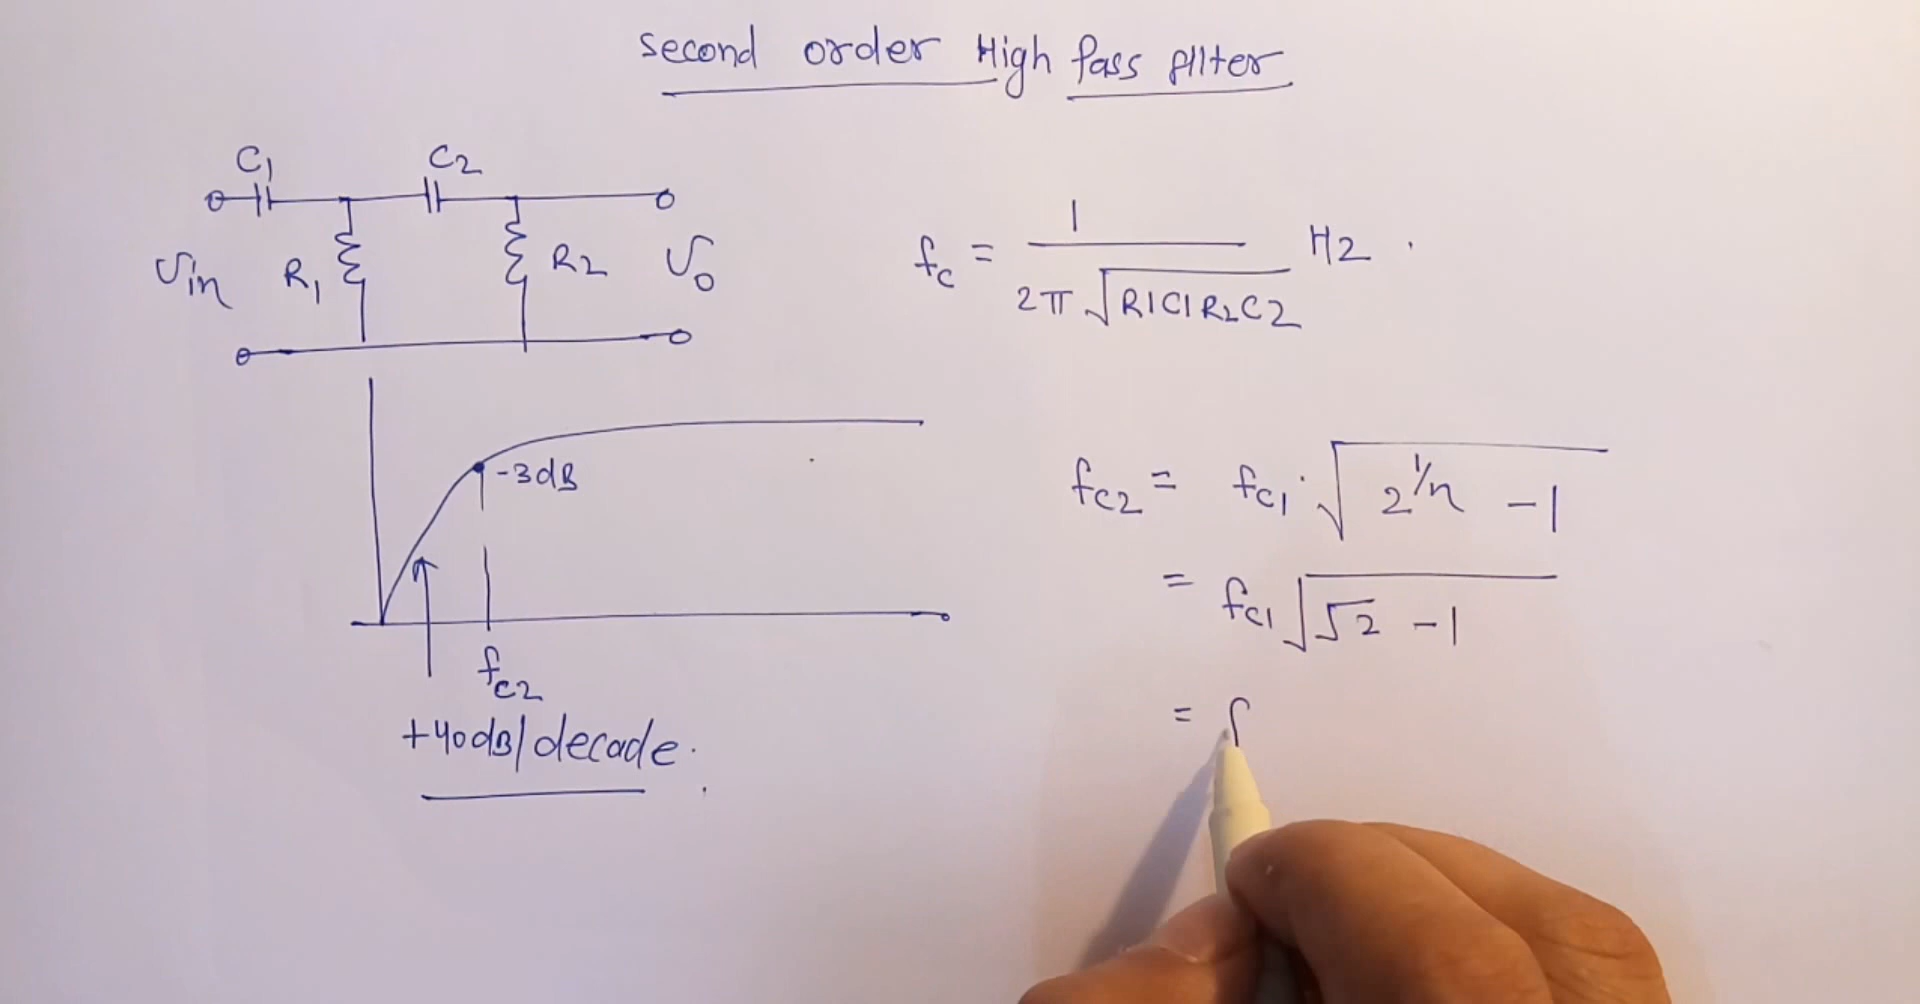 second order High Pass filter
C1 C2
Vin R1 R2 Vo
fc = 1 / 2π √R1C1R2C2 Hz .
-3dB
fc2
+40dB/decade.
fc2 = fc1 . √ 2^1/n - 1
= fc1 √ √2 - 1
= f